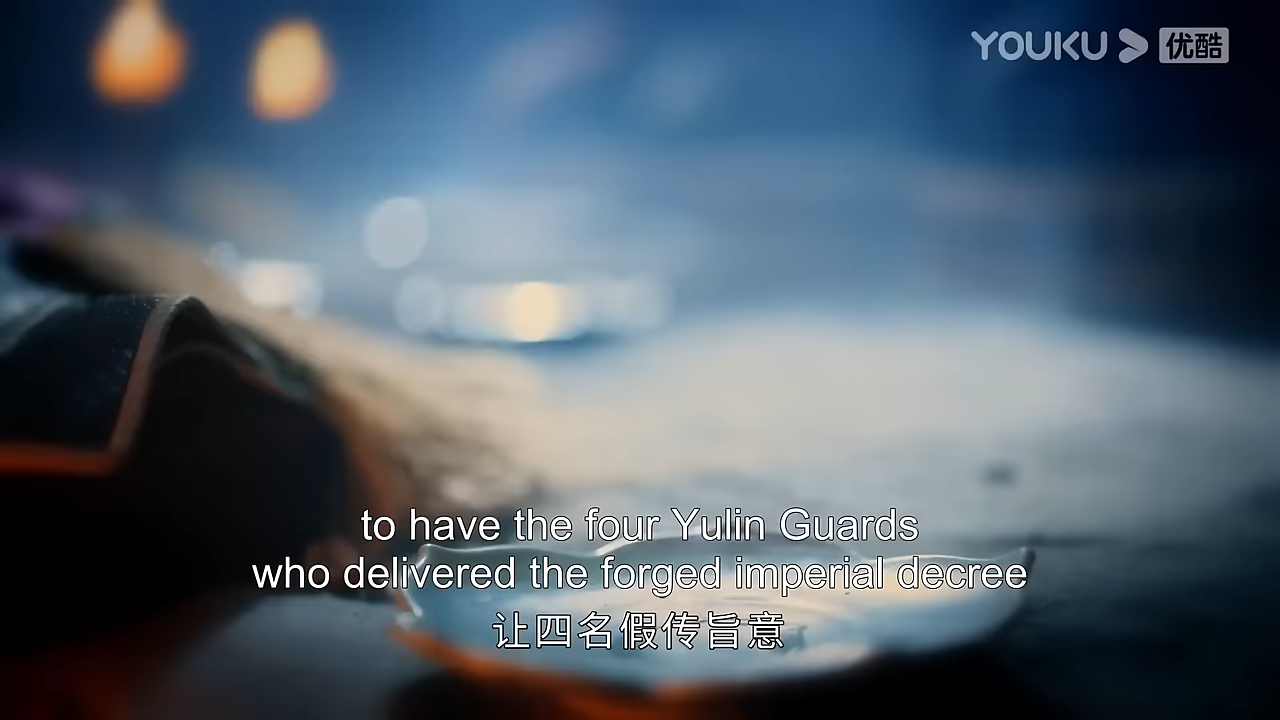 YOUKU 优酷
to have the four Yulin Guards
who delivered the forged imperial decree
让四名假传旨意